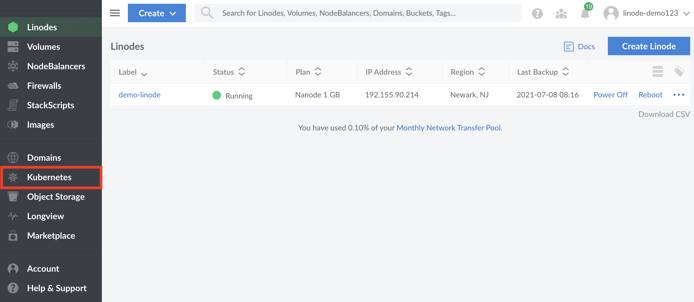 Linodes
Volumes
NodeBalancers
Firewalls
StackScripts
Images
Domains
Kubernetes
Object Storage
Longview
Marketplace
Account
Help & Support
Create
Search for Linodes, Volumes, NodeBalancers, Domains, Buckets, Tags...
10
linode-demo123
Linodes
Docs
Create Linode
Label Status Plan IP Address Region Last Backup
demo-linode Running Nanode 1 GB 192.155.90.214 Newark, NJ 2021-07-08 08:16 Power Off Reboot
Download CSV
You have used 0.10% of your Monthly Network Transfer Pool.